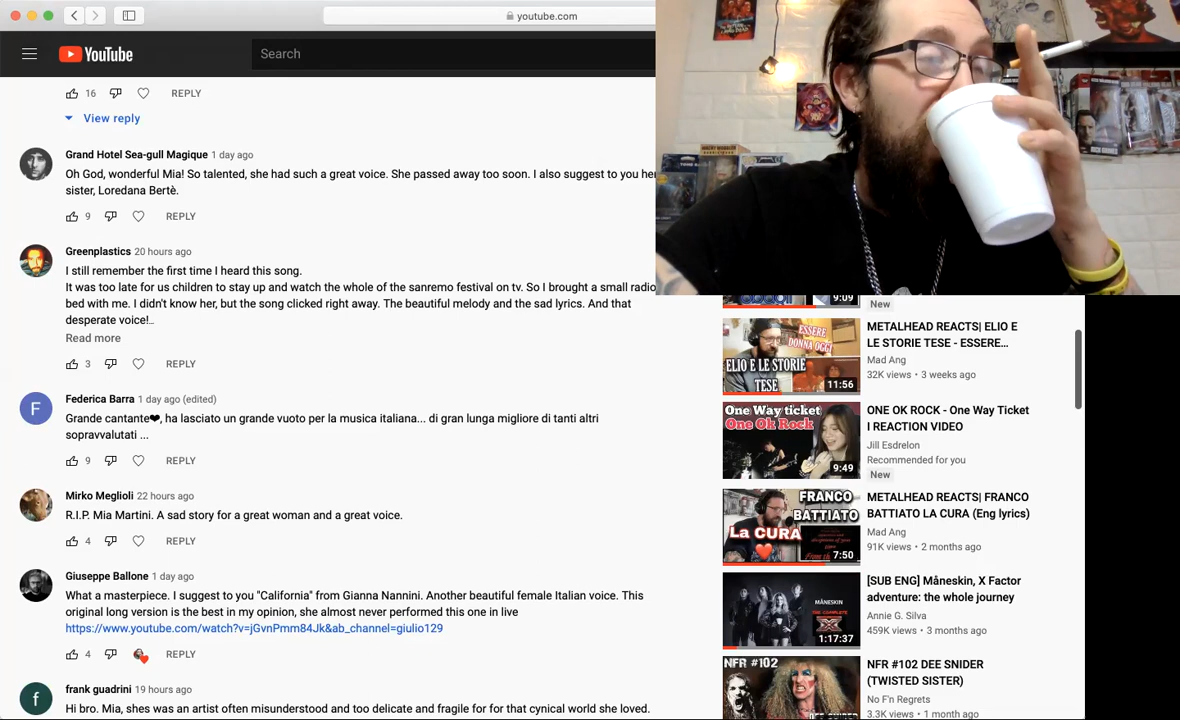 youtube.com
YouTube
Search
16
REPLY
View reply
Grand Hotel Sea-gull Magique 1 day ago
Oh God, wonderful Mia! So talented, she had such a great voice. She passed away too soon. I also suggest to you her
sister, Loredana Bertè.
9
REPLY
Greenplastics 20 hours ago
I still remember the first time I heard this song.
It was too late for us children to stay up and watch the whole of the sanremo festival on tv. So I brought a small radio
bed with me. I didn't know her, but the song clicked right away. The beautiful melody and the sad lyrics. And that
desperate voice!...
Read more
3
REPLY
F
Federica Barra 1 day ago (edited)
Grande cantante❤, ha lasciato un grande vuoto per la musica italiana... di gran lunga migliore di tanti altri
sopravvalutati ...
9
REPLY
Mirko Meglioli 22 hours ago
R.I.P. Mia Martini. A sad story for a great woman and a great voice.
4
REPLY
Giuseppe Ballone 1 day ago
What a masterpiece. I suggest to you "California" from Gianna Nannini. Another beautiful female Italian voice. This
original long version is the best in my opinion, she almost never performed this one in live
https://www.youtube.com/watch?v=jGvnPmm84Jk&ab_channel=giulio129
4
REPLY
f
frank guadrini 19 hours ago
Hi bro. Mia, shes was an artist often misunderstood and too delicate and fragile for for that cynical world she loved.
9:09
New
ESSERE
DONNA OGGI
ELIO E LE STORIE
TESE
11:56
METALHEAD REACTS| ELIO E
LE STORIE TESE - ESSERE...
Mad Ang
32K views • 3 weeks ago
One Way ticket
One Ok Rock
9:49
ONE OK ROCK - One Way Ticket
I REACTION VIDEO
Jill Esdrelon
Recommended for you
New
FRANCO
BATTIATO
La CURA
7:50
METALHEAD REACTS| FRANCO
BATTIATO LA CURA (Eng lyrics)
Mad Ang
91K views • 2 months ago
MÅNESKIN
X
1:17:37
[SUB ENG] Måneskin, X Factor
adventure: the whole journey
Annie G. Silva
459K views • 3 months ago
NFR #102
NFR #102 DEE SNIDER
(TWISTED SISTER)
No F'n Regrets
3.3K views • 1 month ago